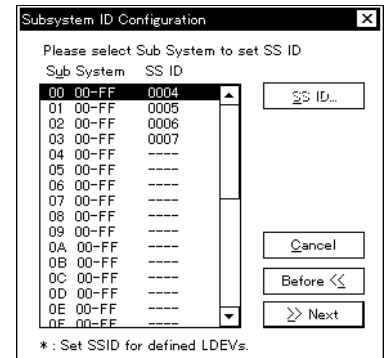 Subsystem ID Configuration
Please select Sub System to set SS ID
Sub System SS ID
00 00-FF 0004
01 00-FF 0005
02 00-FF 0006
03 00-FF 0007
04 00-FF ----
05 00-FF ----
06 00-FF ----
07 00-FF ----
08 00-FF ----
09 00-FF ----
0A 00-FF ----
0B 00-FF ----
0C 00-FF ----
0D 00-FF ----
0E 00-FF ----
0F 00-FF ----
SS ID...
Cancel
Before <<
>> Next
* : Set SSID for defined LDEVs.